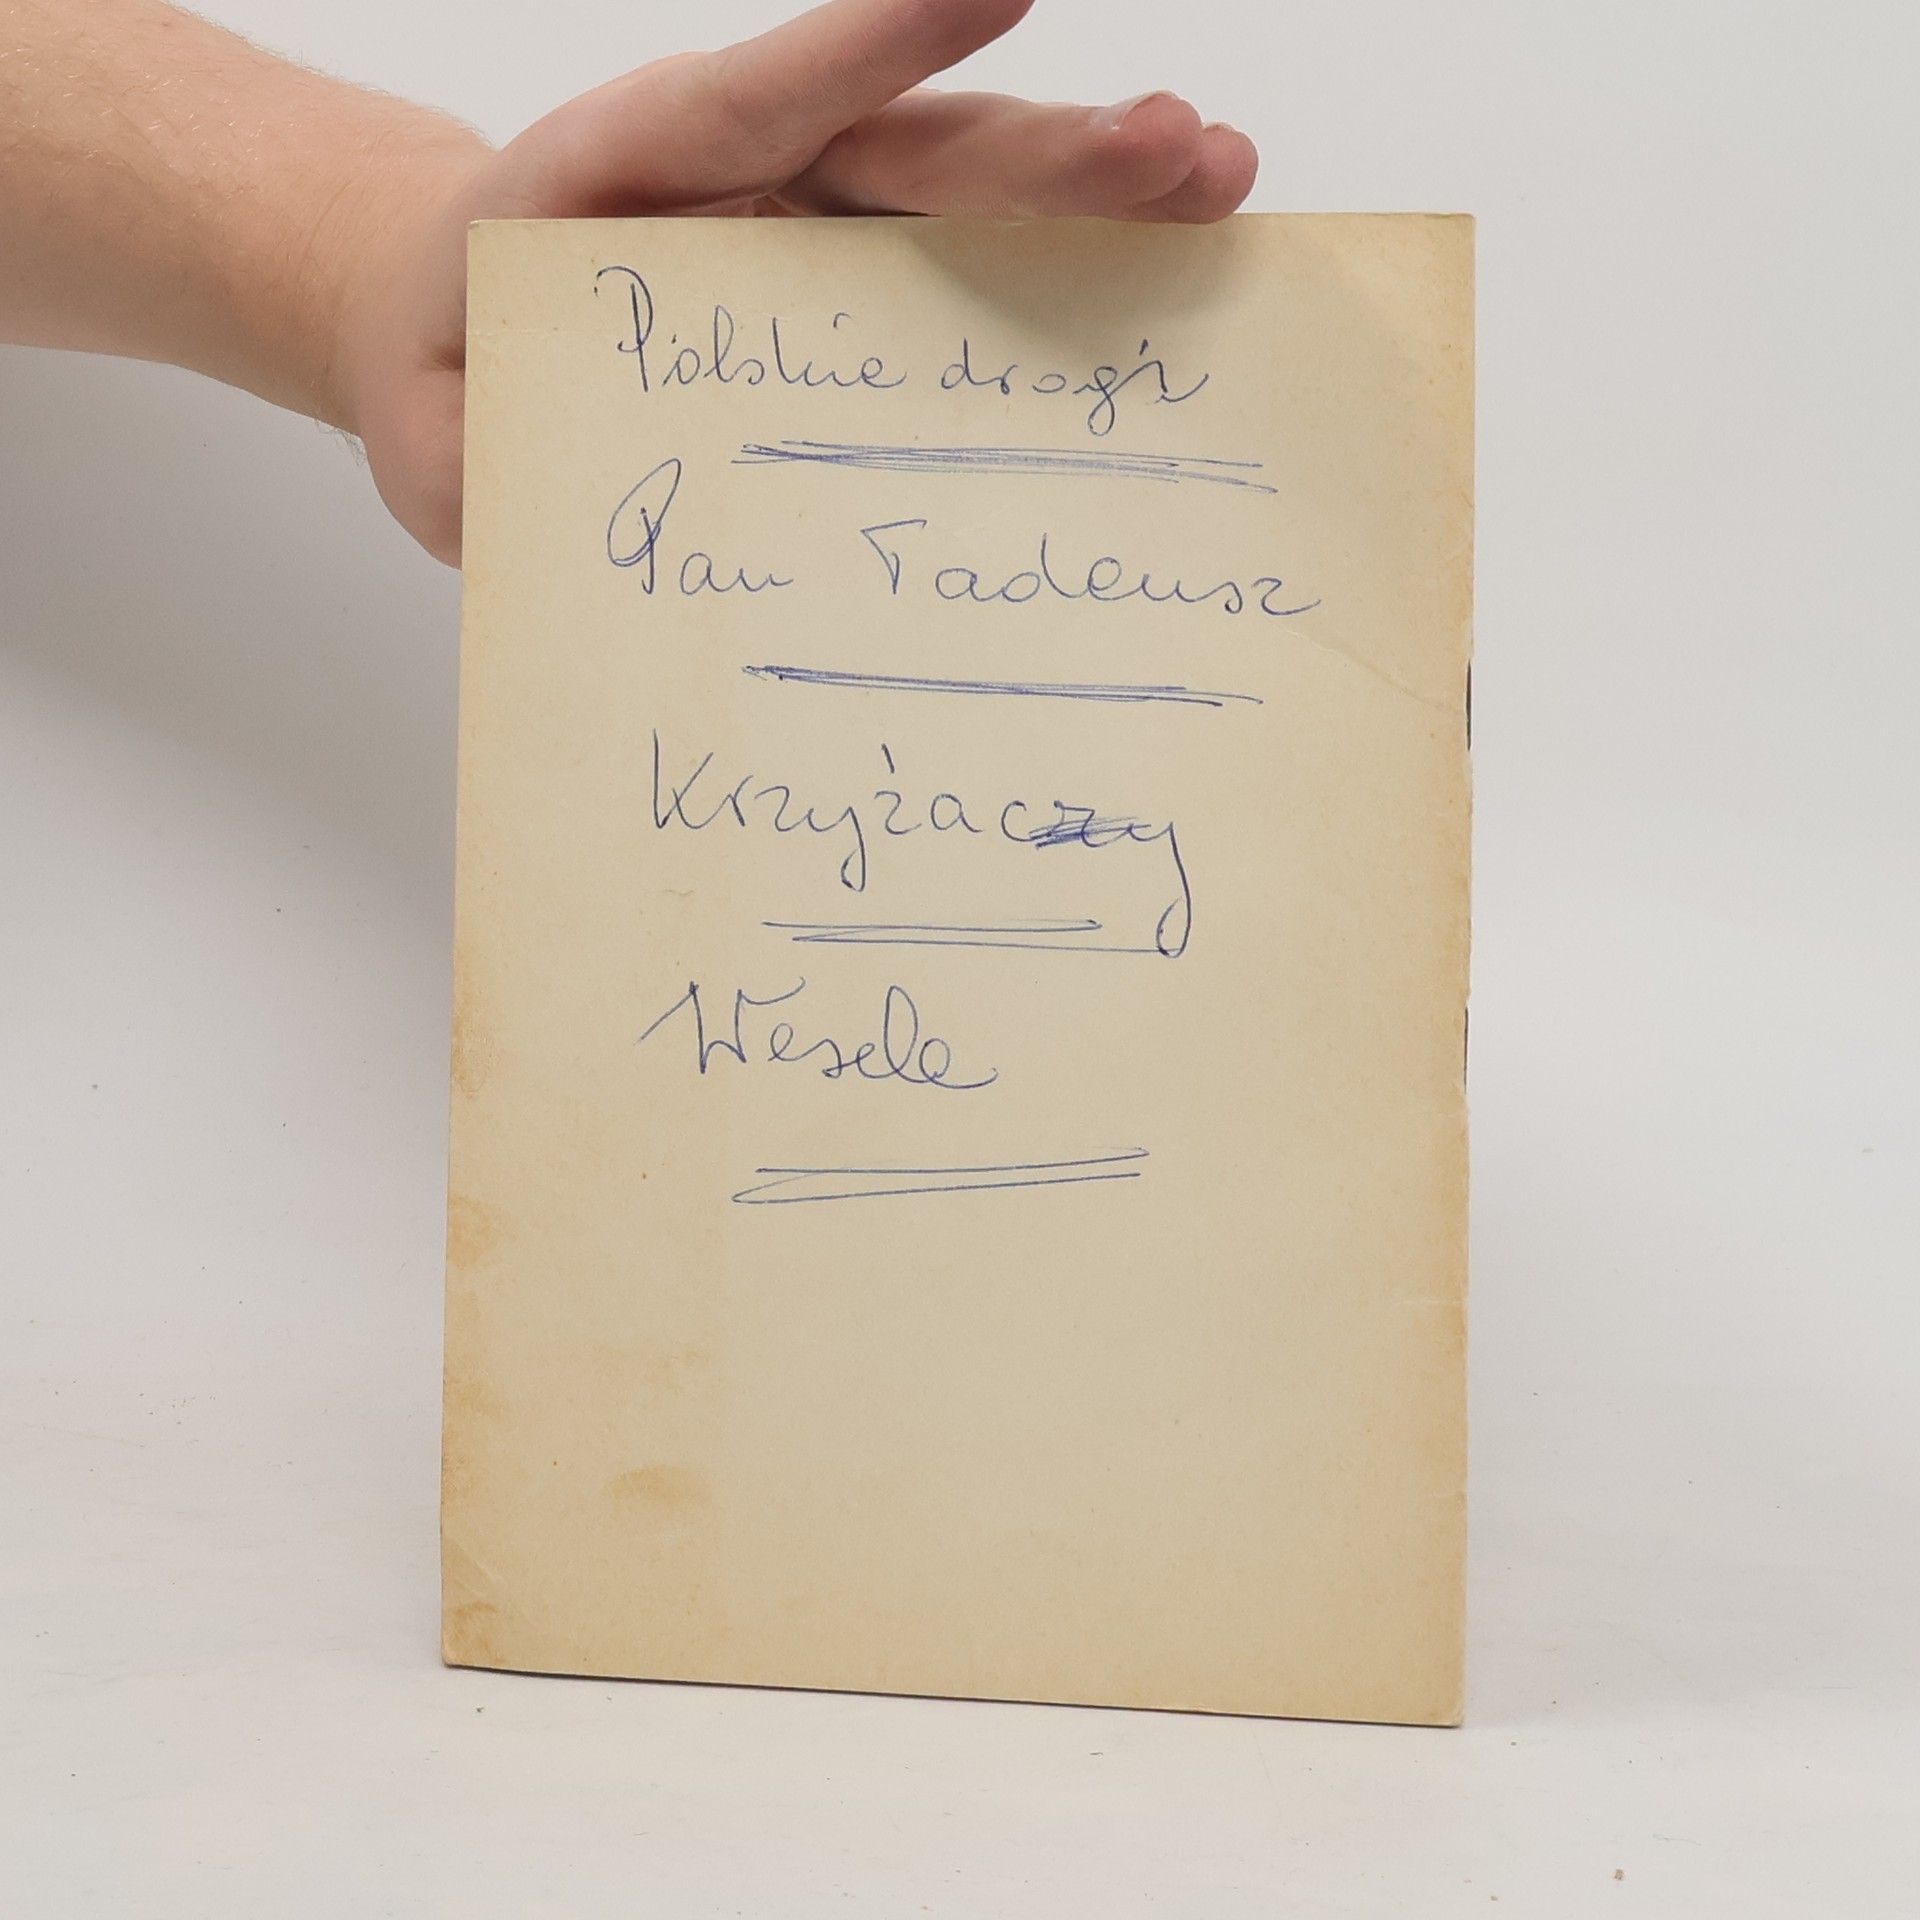 Polskie drogi
Pan Tadeusz
Krzyżaczy
Wesele